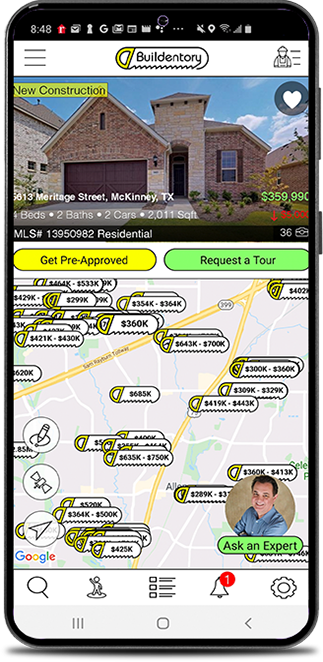 8:48
Buildentory
New Construction
5613 Meritage Street, McKinney, TX
$359,990
4 Beds • 2 Baths • 2 Cars • 2,011 Sqft
MLS# 13950982 Residential
36
Get Pre-Approved
Request a Tour
$464K - $533K
$402K
$429K -
$299K
$354K - $364K
399
$360K
Sam Rayburn Tollway
$421K - $430K
$643K - $700K
$300K - $360K
$620K
$309K - $329K
$685K
$419K - $443K
$635K - $750K
$360K - $413K
$289K -
$520K
$364K - $500K
$425K
Google
Ask an Expert
1